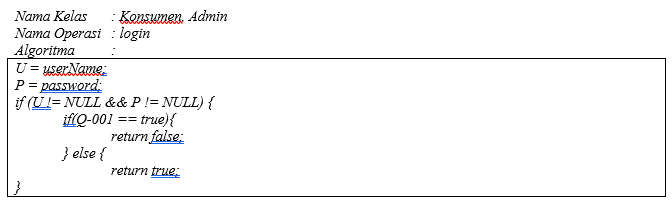 Nama Kelas : Konsumen, Admin
Nama Operasi : login
Algoritma :
U = userName;
P = password;
if (U != NULL && P != NULL) {
if(Q-001 == true){
return false;
} else {
return true;
}